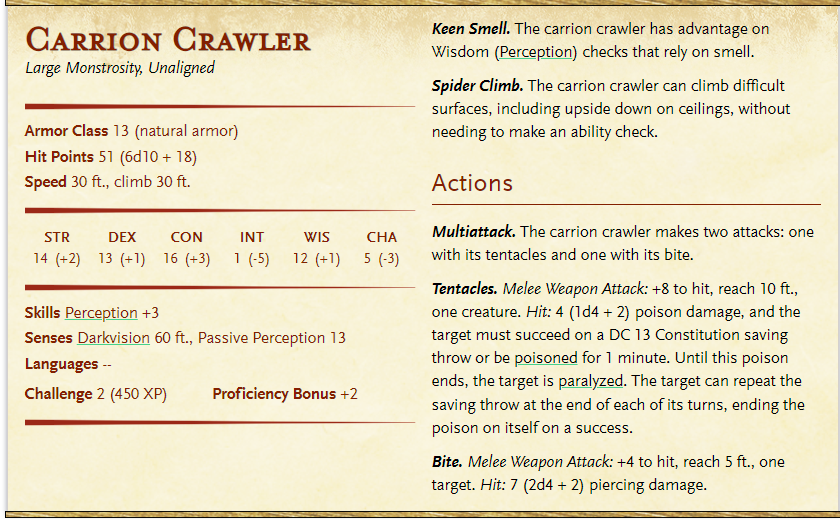 Carrion Crawler
Large Monstrosity, Unaligned
Armor Class 13 (natural armor)
Hit Points 51 (6d10 + 18)
Speed 30 ft., climb 30 ft.
STR DEX CON INT WIS CHA
14 (+2) 13 (+1) 16 (+3) 1 (-5) 12 (+1) 5 (-3)
Skills Perception +3
Senses Darkvision 60 ft., Passive Perception 13
Languages --
Challenge 2 (450 XP) Proficiency Bonus +2
Keen Smell. The carrion crawler has advantage on
Wisdom (Perception) checks that rely on smell.
Spider Climb. The carrion crawler can climb difficult
surfaces, including upside down on ceilings, without
needing to make an ability check.
Actions
Multiattack. The carrion crawler makes two attacks: one
with its tentacles and one with its bite.
Tentacles. Melee Weapon Attack: +8 to hit, reach 10 ft.,
one creature. Hit: 4 (1d4 + 2) poison damage, and the
target must succeed on a DC 13 Constitution saving
throw or be poisoned for 1 minute. Until this poison
ends, the target is paralyzed. The target can repeat the
saving throw at the end of each of its turns, ending the
poison on itself on a success.
Bite. Melee Weapon Attack: +4 to hit, reach 5 ft., one
target. Hit: 7 (2d4 + 2) piercing damage.